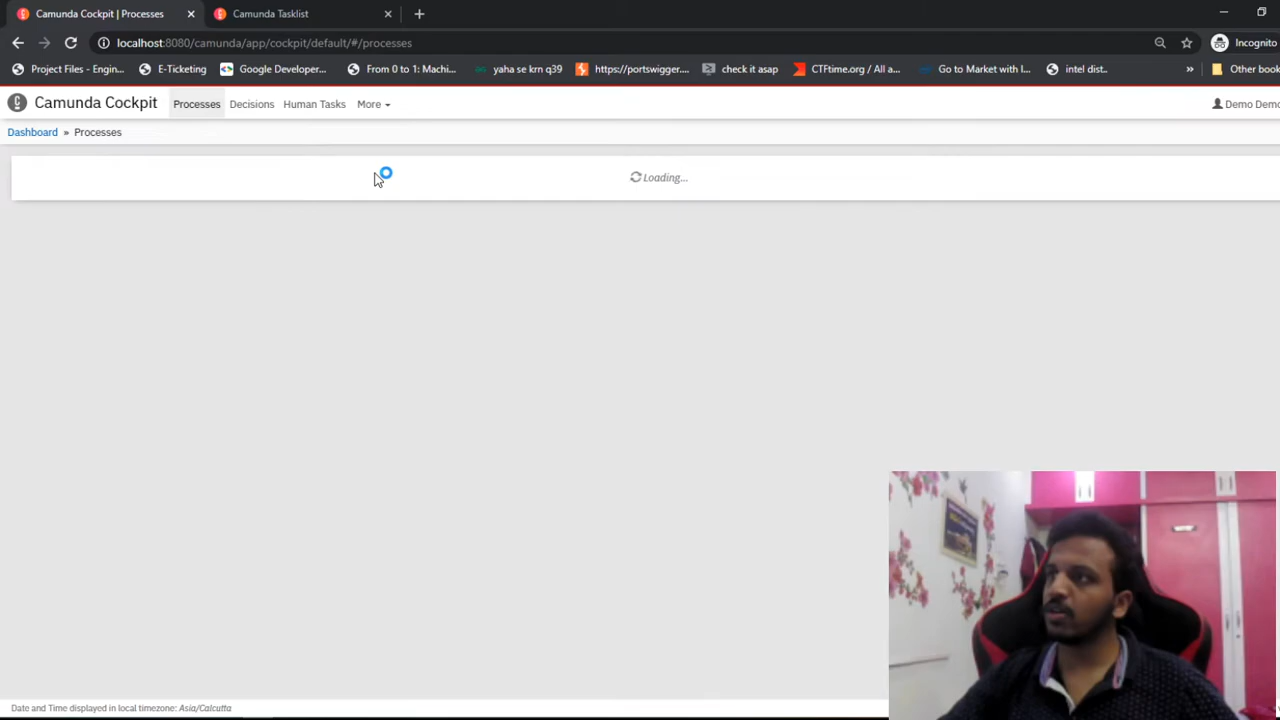 Camunda Cockpit | Processes
Camunda Tasklist
localhost:8080/camunda/app/cockpit/default/#/processes
Incognito
Project Files - Engin...
E-Ticketing
Google Developer...
From 0 to 1: Machi...
yaha se krn q39
https://portswigger....
check it asap
CTFtime.org / All a...
Go to Market with I...
intel dist..
»
Other book
Camunda Cockpit
Processes
Decisions
Human Tasks
More
Demo Demo
Dashboard » Processes
Loading...
Date and Time displayed in local timezone: Asia/Calcutta